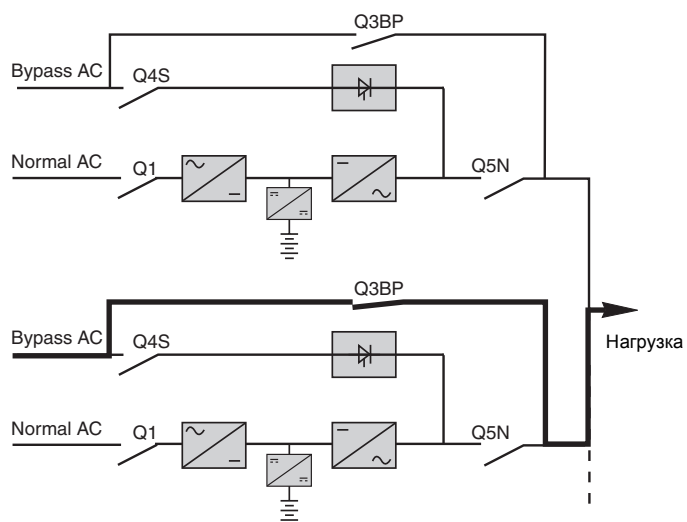 Q3BP
Bypass AC
Q4S
Normal AC
Q1
Q5N
Q3BP
Bypass AC
Q4S
Нагрузка
Normal AC
Q1
Q5N